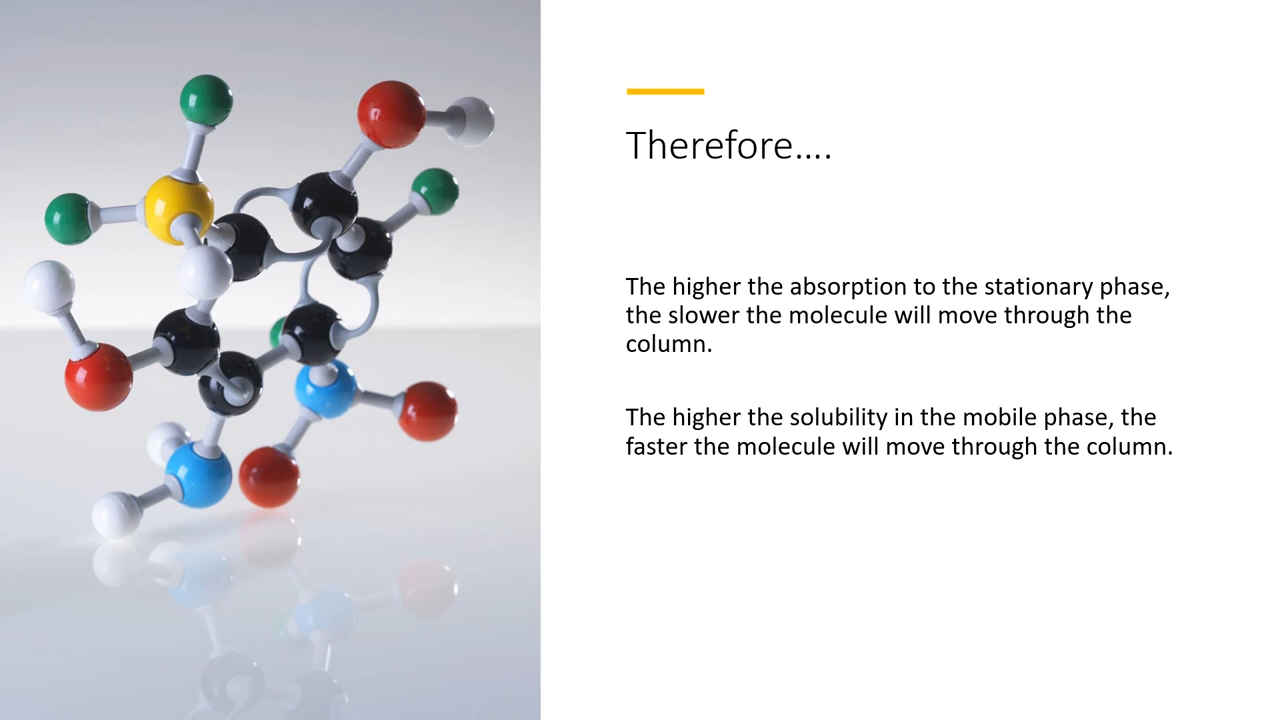 Therefore....
The higher the absorption to the stationary phase,
the slower the molecule will move through the
column.
The higher the solubility in the mobile phase, the
faster the molecule will move through the column.